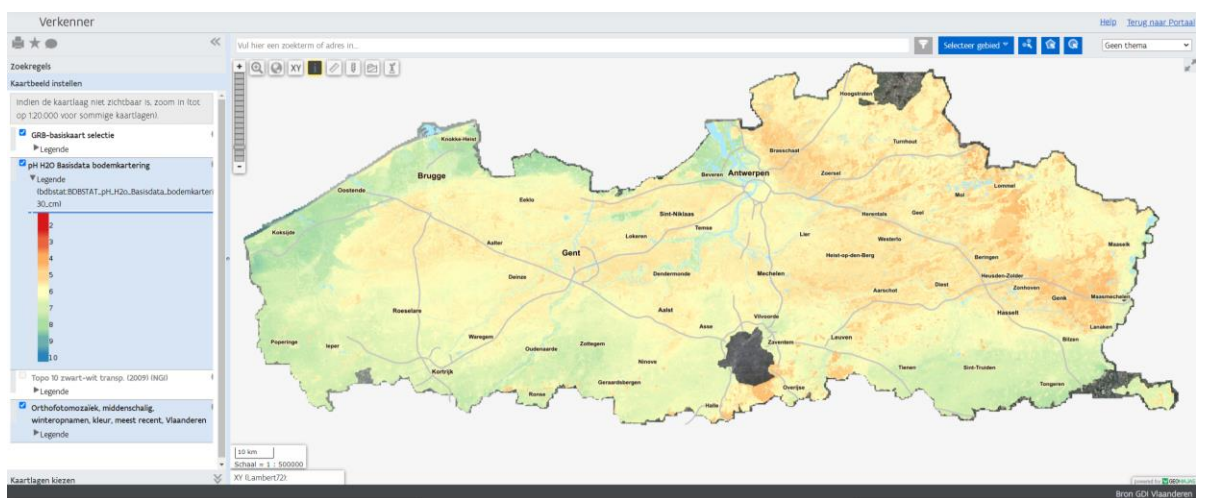 Verkenner
Help Terug naar Portaal
Vul hier een zoekterm of adres in...
Selecteer gebied
Geen thema
Zoekregels
Kaartbeeld instellen
Indien de kaartlaag niet zichtbaar is, zoom in (tot
op 1:20.000 voor sommige kaartlagen).
GRB-basiskaart selectie
Legende
pH H2O Basisdata bodemkartering
Legende
(bdbstat:BDBSTAT_pH_H2o_Basisdata_bodemkarteri
30_cm)
2
3
4
5
6
7
8
9
10
Topo 10 zwart-wit transp. (2009) (NGI)
Legende
Orthofotomozaïek, middenschalig,
winteropnamen, kleur, meest recent, Vlaanderen
Legende
Kaartlagen kiezen
+
XY
i
-
Hoogstraten
Knokke-Heist
Turnhout
Brasschaat
Brugge
Beveren Antwerpen
Zoersel
Lommel
Oostende
Mol
Eeklo
Sint-Niklaas
Herentals
Geel
Temse
Koksijde
Lokeren
Lier
Westerlo
Maaseik
Aalter
Gent
Heist-op-den-Berg
Beringen
Deinze
Dendermonde
Mechelen
Heusden-Zolder
Diest
Zonhoven
Aarschot
Genk
Maasmechelen
Roeselare
Aalst
Vilvoorde
Hasselt
Asse
Lanaken
Waregem
Zaventem
Leuven
Bilzen
Poperinge
Ieper
Oudenaarde
Zottegem
Ninove
Tienen
Sint-Truiden
Kortrijk
Geraardsbergen
Overijse
Tongeren
Ronse
Halle
10 km
Schaal = 1 : 500000
XY (Lambert72):
powered by GEO
Bron GDI Vlaanderen